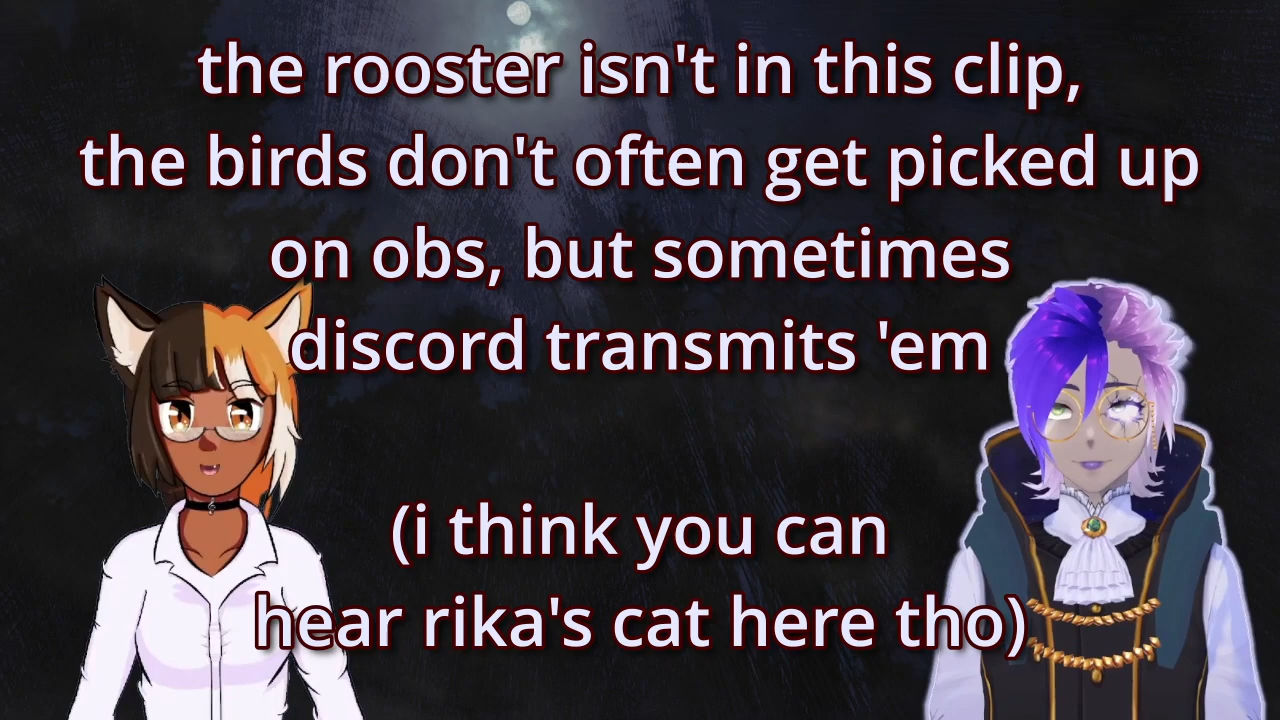 the rooster isn't in this clip,
the birds don't often get picked up
on obs, but sometimes
discord transmits 'em
(i think you can
hear rika's cat here tho)